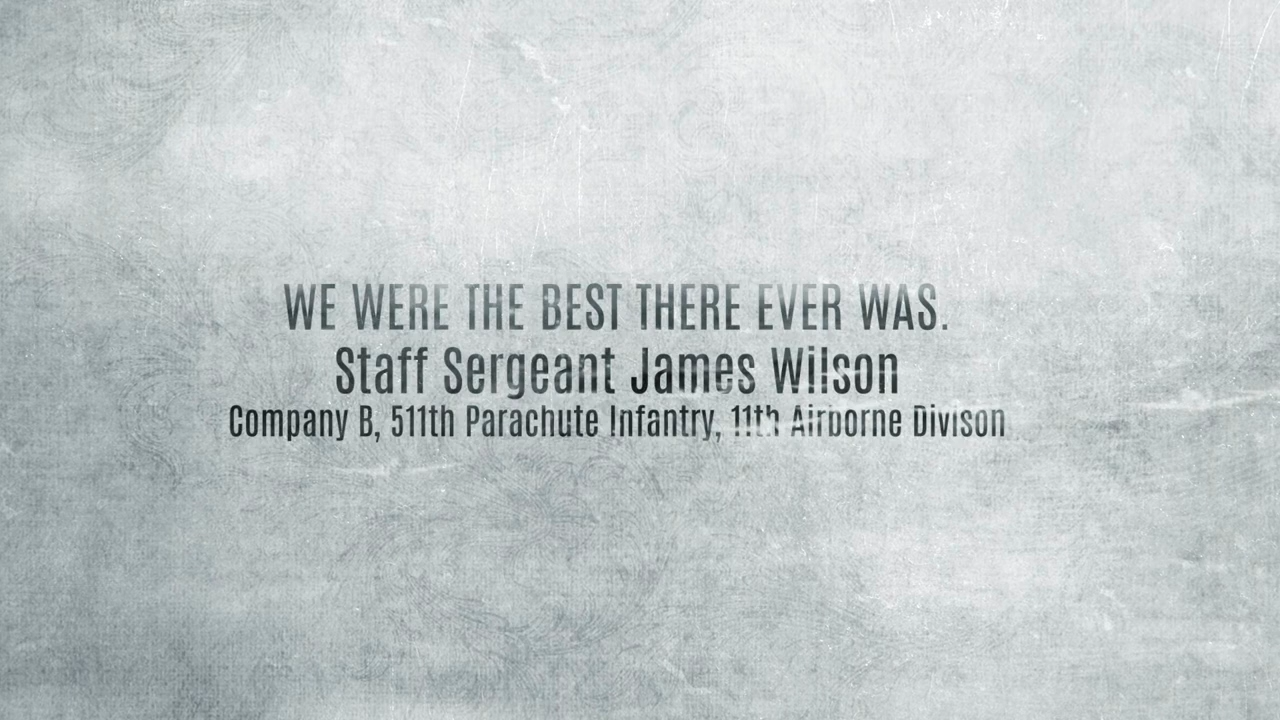 WE WERE THE BEST THERE EVER WAS.
Staff Sergeant James Wilson
Company B, 511th Parachute Infantry, 11th Airborne Divison